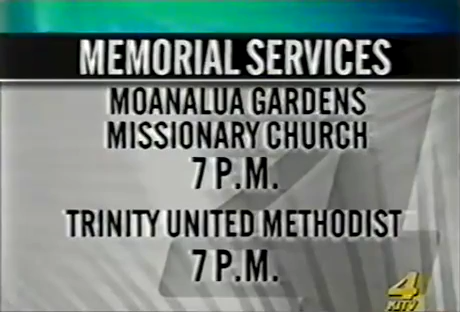 MEMORIAL SERVICES
MOANALUA GARDENS
MISSIONARY CHURCH
7 P.M.
TRINITY UNITED METHODIST
7 P.M.
4
KITV